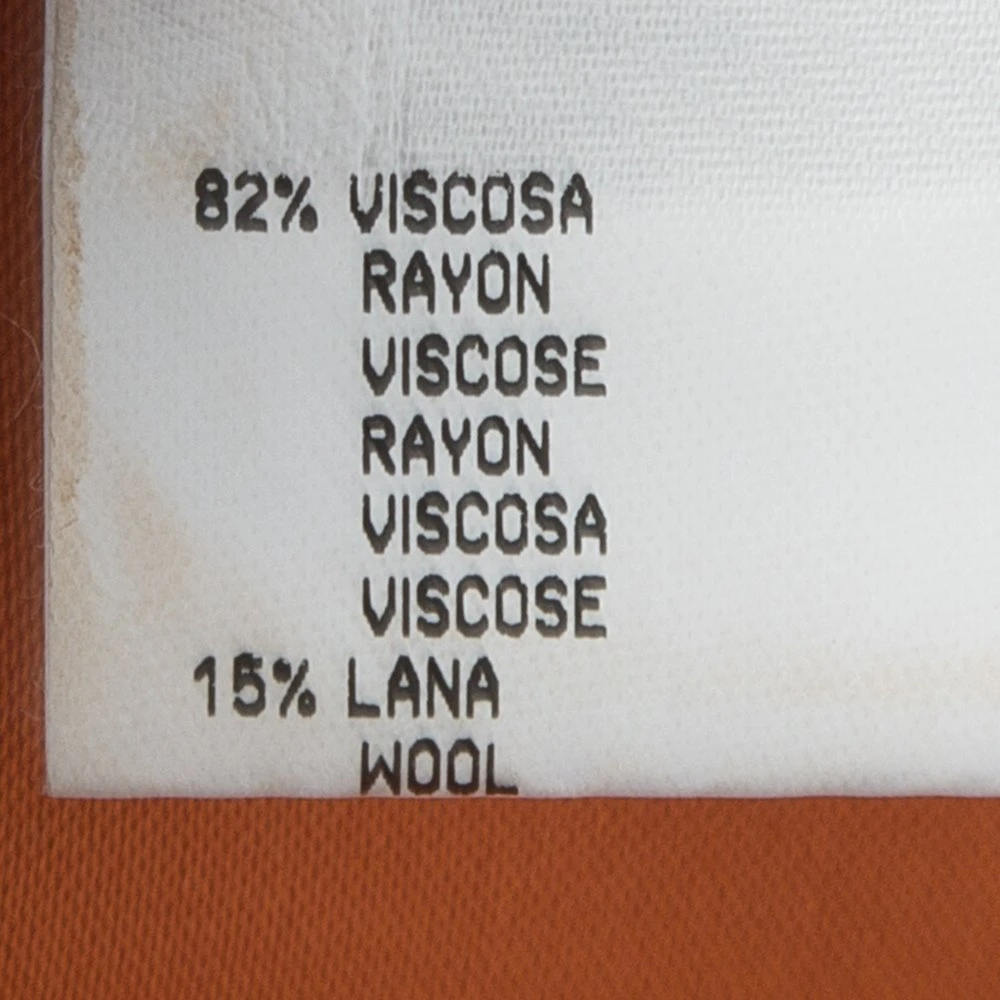 82% VISCOSA
RAYON
VISCOSE
RAYON
VISCOSA
VISCOSE
15% LANA
WOOL